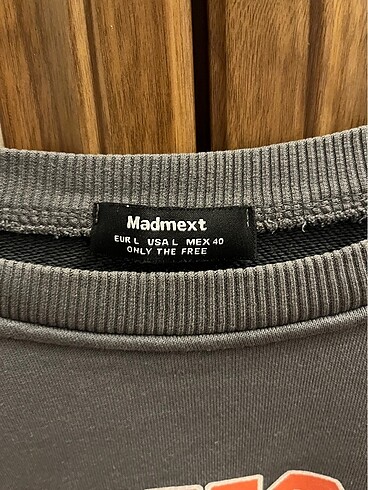 Madmext
EUR L USA L MEX 40
ONLY THE FREE